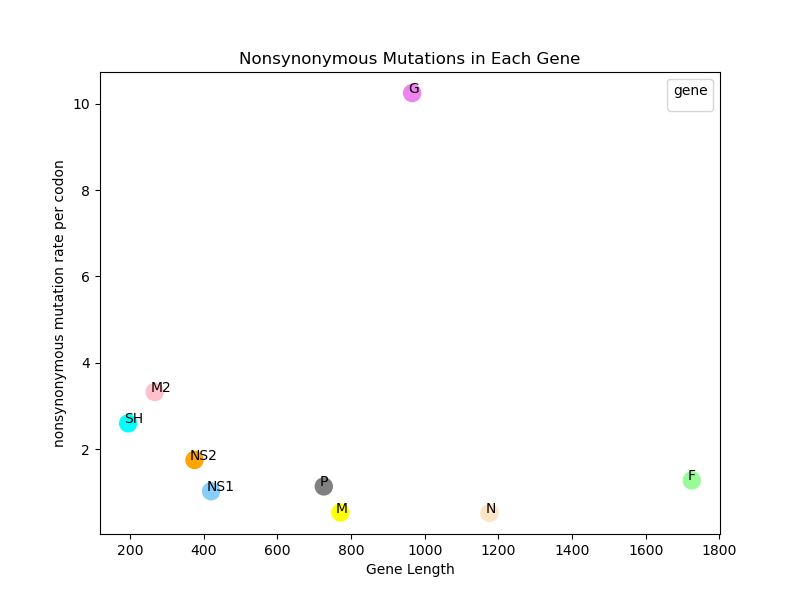 Nonsynonymous Mutations in Each Gene
gene
nonsynonymous mutation rate per codon
10
8
6
4
2
G
M2
SH
NS2
NS1
P
M
N
F
200 400 600 800 1000 1200 1400 1600 1800
Gene Length